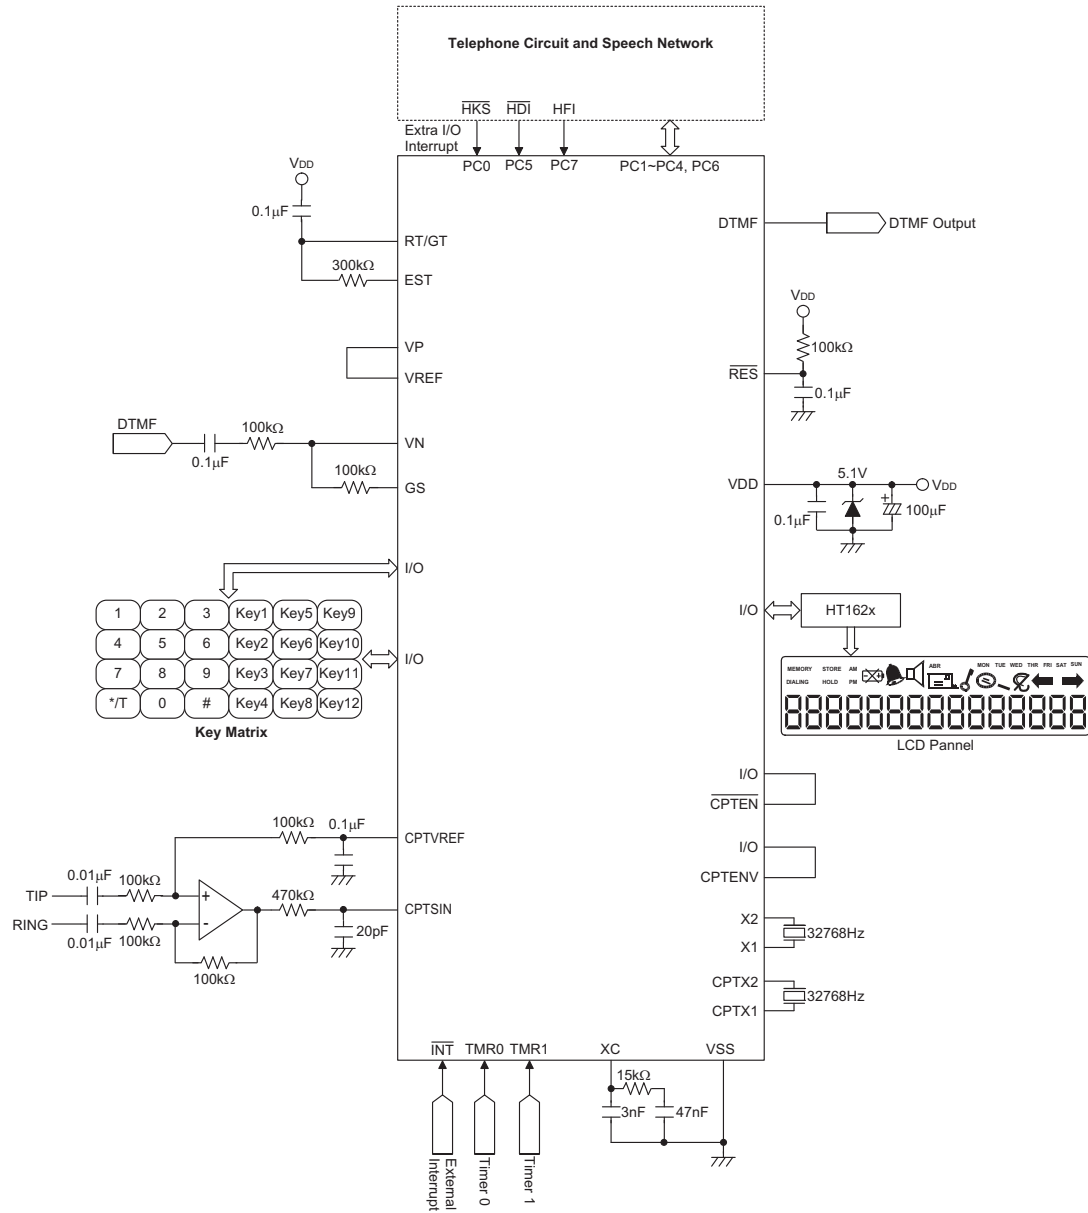 Telephone Circuit and Speech Network
HKS HDI HFI
Extra I/O
Interrupt
PC0 PC5 PC7 PC1~PC4, PC6
VDD
0.1µF
RT/GT
300kΩ
EST
VP
VREF
DTMF
0.1µF
100kΩ
VN
100kΩ
GS
I/O
1 2 3 Key1 Key5 Key9
4 5 6 Key2 Key6 Key10
7 8 9 Key3 Key7 Key11
*/T 0 # Key4 Key8 Key12
I/O
Key Matrix
100kΩ
0.1µF
CPTVREF
TIP
0.01µF
100kΩ
+
470kΩ
CPTSIN
RING
0.01µF
100kΩ
-
20pF
100kΩ
DTMF
DTMF Output
VDD
100kΩ
RES
0.1µF
VDD
5.1V
VDD
0.1µF
+
100µF
I/O
HT162x
MEMORY STORE AM ABR MON TUE WED THR FRI SAT SUN
DIALING HOLD PM
- +
888888888888888
LCD Pannel
I/O
CPTEN
I/O
CPTENV
X2
32768Hz
X1
CPTX2
32768Hz
CPTX1
INT TMR0 TMR1 XC VSS
15kΩ
3nF
47nF
External
Interrupt
Timer 0
Timer 1